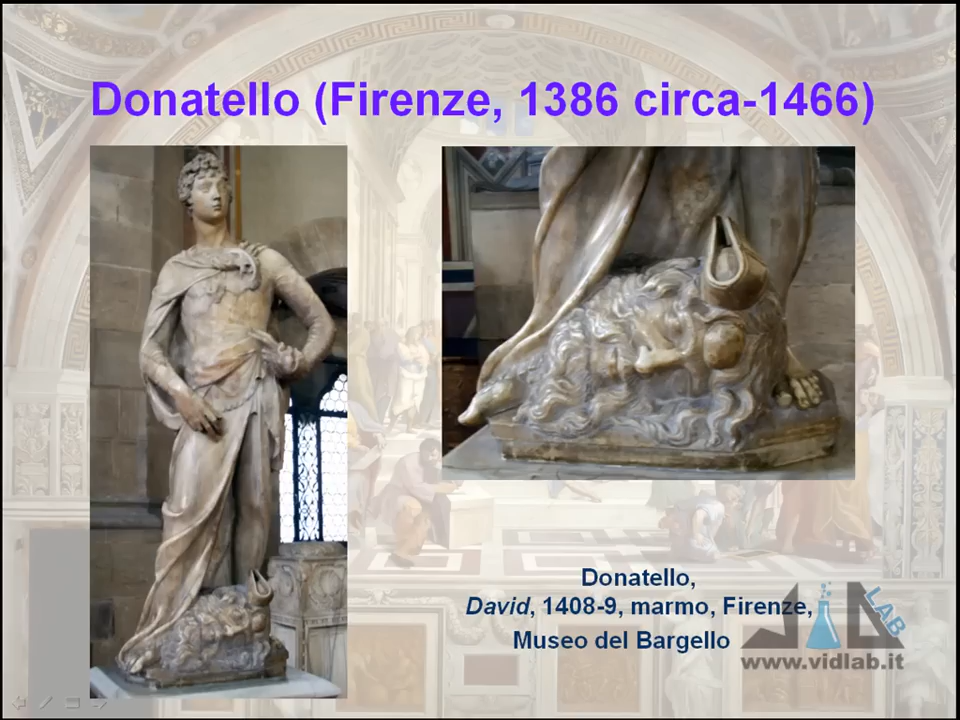 Donatello (Firenze, 1386 circa-1466)
Donatello,
David, 1408-9, marmo, Firenze,
Museo del Bargello
LAB
www.vidlab.it